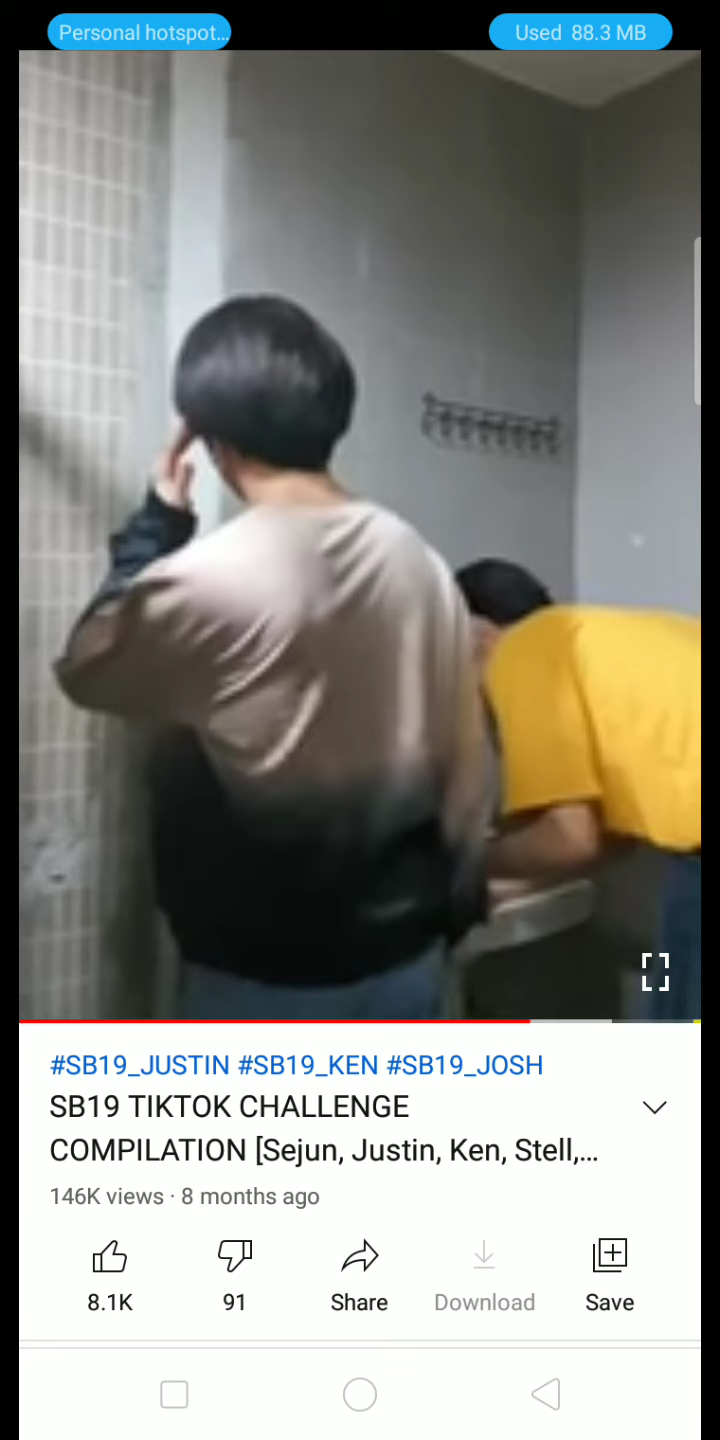 Personal hotspot... Used 88.3 MB
#SB19_JUSTIN #SB19_KEN #SB19_JOSH
SB19 TIKTOK CHALLENGE
COMPILATION [Sejun, Justin, Ken, Stell,...
146K views · 8 months ago
8.1K 91 Share Download Save